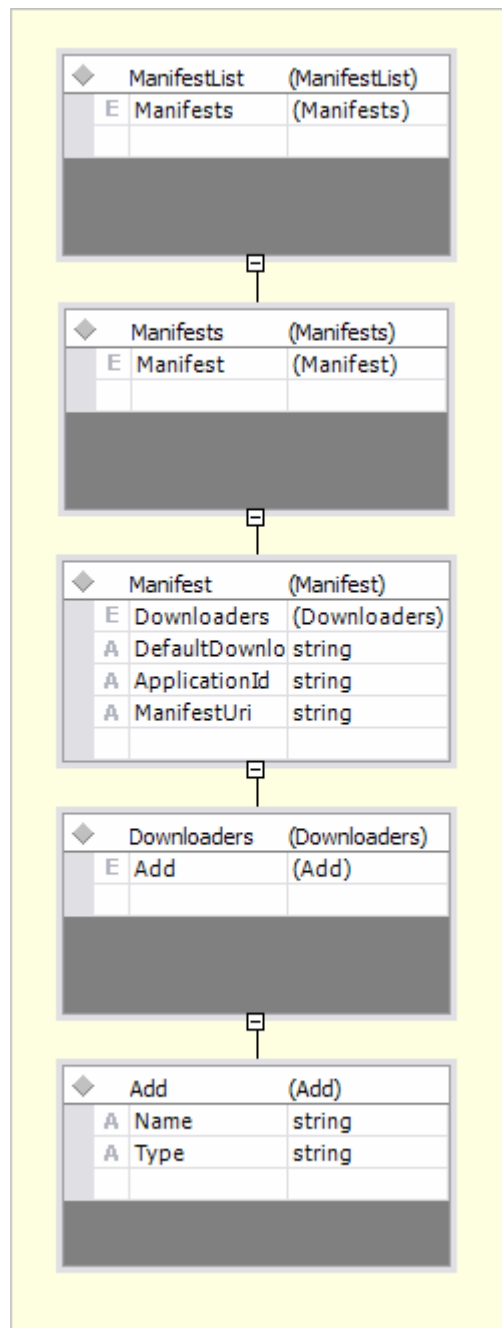 ManifestList (ManifestList)
E Manifests (Manifests)
Manifests (Manifests)
E Manifest (Manifest)
Manifest (Manifest)
E Downloaders (Downloaders)
A DefaultDownlo string
A ApplicationId string
A ManifestUri string
Downloaders (Downloaders)
E Add (Add)
Add (Add)
A Name string
A Type string